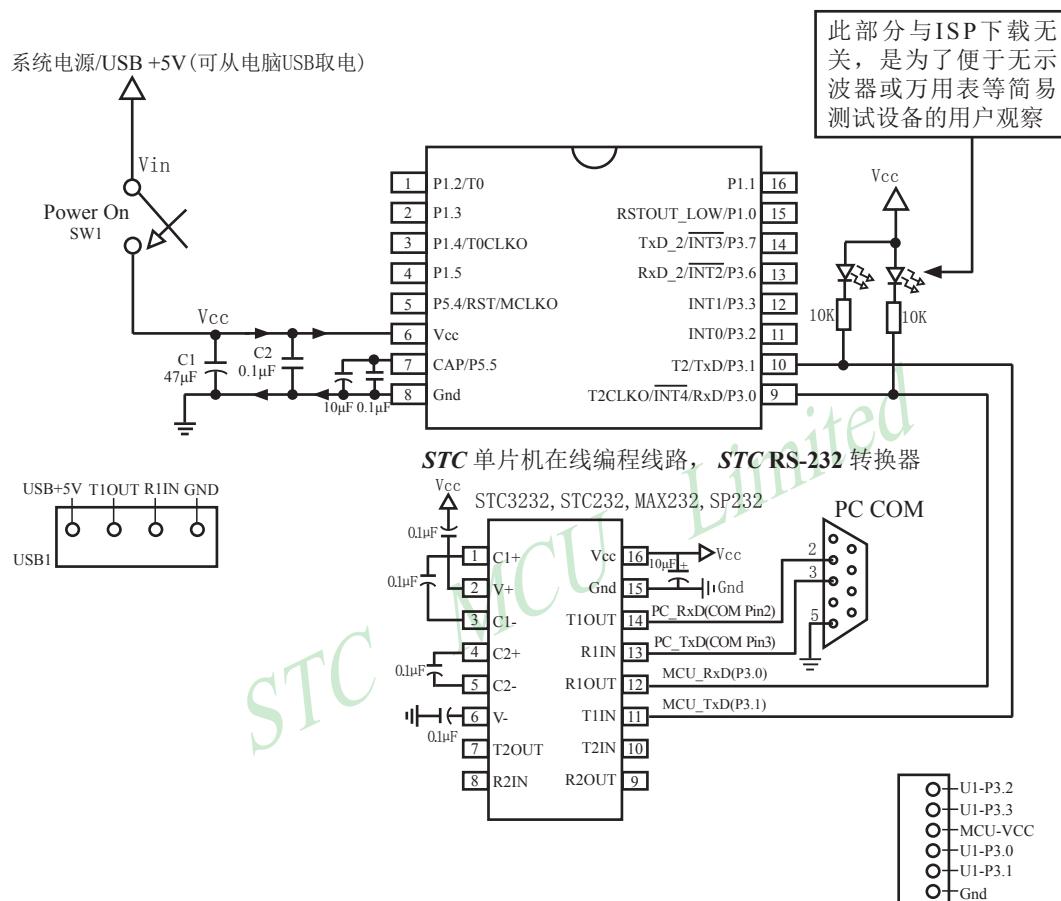 系统电源/USB +5V(可从电脑USB取电)
此部分与ISP下载无
关，是为了便于无示
波器或万用表等简易
测试设备的用户观察
Vin
Power On
SW1
Vcc
C1
47μF
C2
0.1μF
10μF 0.1μF
1 P1.2/T0
2 P1.3
3 P1.4/T0CLKO
4 P1.5
5 P5.4/RST/MCLKO
6 Vcc
7 CAP/P5.5
8 Gnd
P1.1 16
RSTOUT_LOW/P1.0 15
TxD_2/INT3/P3.7 14
RxD_2/INT2/P3.6 13
INT1/P3.3 12
INT0/P3.2 11
T2/TxD/P3.1 10
T2CLKO/INT4/RxD/P3.0 9
Vcc
10K
10K
STC 单片机在线编程线路， STC RS-232 转换器
STC3232,STC232,MAX232,SP232
USB+5V T1OUT R1IN GND
USB1
Vcc
0.1μF
0.1μF
0.1μF
0.1μF
1 C1+
2 V+
3 C1-
4 C2+
5 C2-
6 V-
7 T2OUT
8 R2IN
Vcc 16
Gnd 15
T1OUT 14
R1IN 13
R1OUT 12
T1IN 11
T2IN 10
R2OUT 9
10μF +
Vcc
Gnd
PC_RxD(COM Pin2)
PC_TxD(COM Pin3)
MCU_RxD(P3.0)
MCU_TxD(P3.1)
PC COM
2
3
5
STC MCU Limited
U1-P3.2
U1-P3.3
MCU-VCC
U1-P3.0
U1-P3.1
Gnd